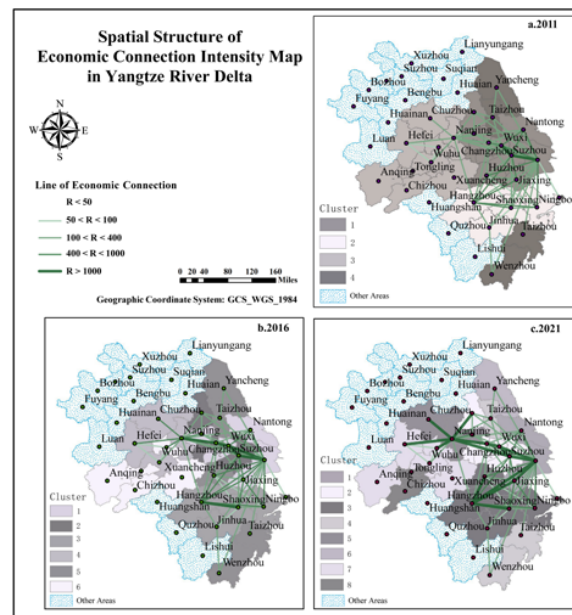 Spatial Structure of
Economic Connection Intensity Map
in Yangtze River Delta
N
W E
S
Line of Economic Connection
R < 50
50 < R < 100
100 < R < 400
400 < R < 1000
R > 1000
0 20 40 80 120 160
Miles
Geographic Coordinate System: GCS_WGS_1984
a.2011
Lianyungang
Xuzhou
Suzhou
Suqian
Bozhou
Huaian
Yancheng
Fuyang
Bengbu
Huainan
Chuzhou
Taizhou
Luan
Hefei
Nanjing
Nantong
Wuxi
Wuhu
Changzhou
Suzhou
Tongling
Huzhou
Anqing
Xuancheng
Jiaxing
Chizhou
Hangzhou
Huangshan
Shaoxing
Ningbo
Jinhua
Quzhou
Taizhou
Lishui
Wenzhou
Cluster
1
2
3
4
Other Areas
b.2016
Lianyungang
Xuzhou
Suzhou
Suqian
Bozhou
Huaian
Yancheng
Fuyang
Bengbu
Huainan
Chuzhou
Taizhou
Luan
Hefei
Nanjing
Nantong
Wuxi
Wuhu
Changzhou
Suzhou
Huzhou
Anqing
Xuancheng
Jiaxing
Chizhou
Hangzhou
Huangshan
Shaoxing
Ningbo
Jinhua
Quzhou
Taizhou
Lishui
Wenzhou
Cluster
1
2
3
4
5
6
Other Areas
c.2021
Lianyungang
Xuzhou
Suzhou
Suqian
Bozhou
Huaian
Yancheng
Fuyang
Bengbu
Huainan
Chuzhou
Taizhou
Luan
Hefei
Nanjing
Nantong
Wuxi
Wuhu
Changzhou
Suzhou
Tongling
Huzhou
Anqing
Xuancheng
Jiaxing
Chizhou
Hangzhou
Huangshan
Shaoxing
Ningbo
Jinhua
Quzhou
Taizhou
Lishui
Wenzhou
Cluster
1
2
3
4
5
6
7
8
Other Areas